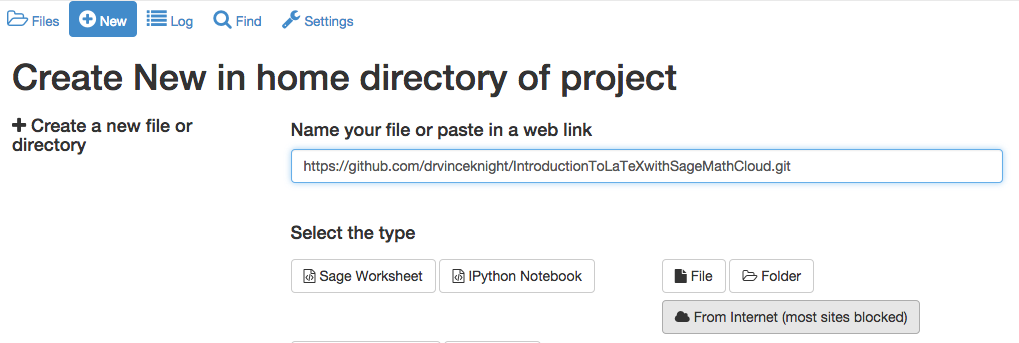 Files New Log Find Settings
Create New in home directory of project
Create a new file or
directory
Name your file or paste in a web link
https://github.com/drvinceknight/IntroductionToLaTeXwithSageMathCloud.git
Select the type
Sage Worksheet IPython Notebook File Folder
From Internet (most sites blocked)